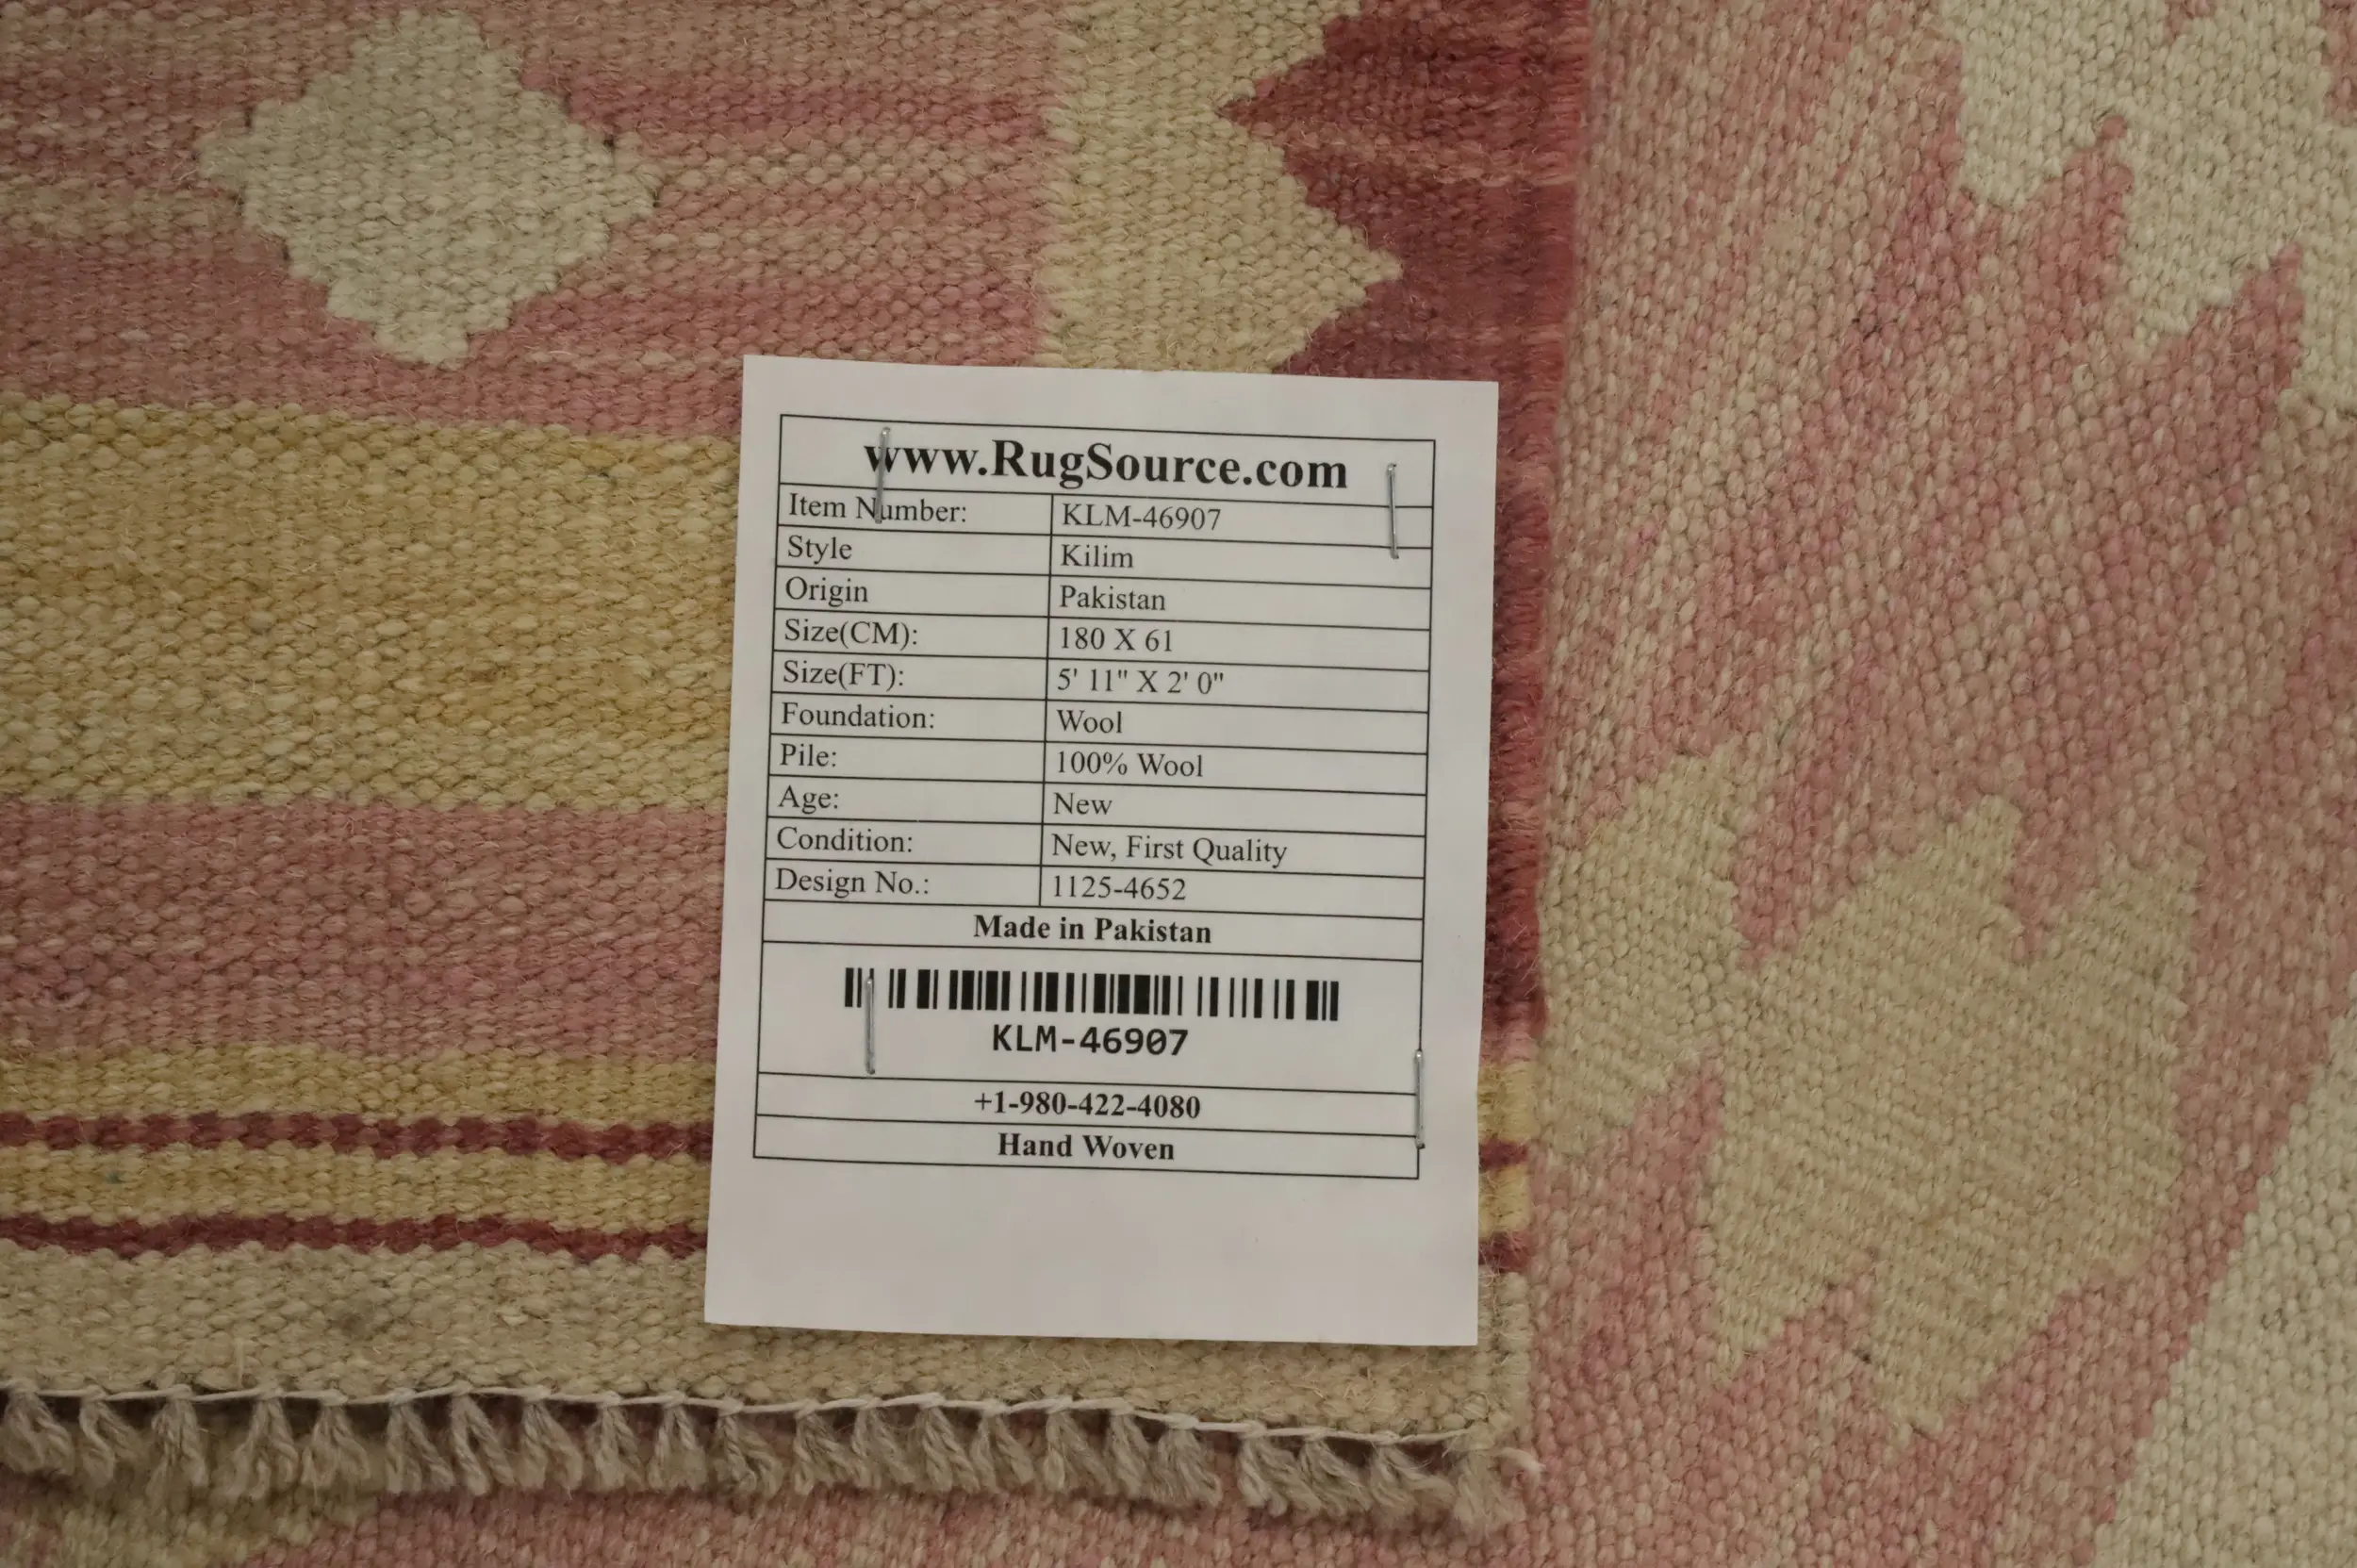 www.RugSource.com
Item Number: KLM-46907
Style Kilim
Origin Pakistan
Size(CM): 180 X 61
Size(FT): 5' 11" X 2' 0"
Foundation: Wool
Pile: 100% Wool
Age: New
Condition: New, First Quality
Design No.: 1125-4652
Made in Pakistan
KLM-46907
+1-980-422-4080
Hand Woven